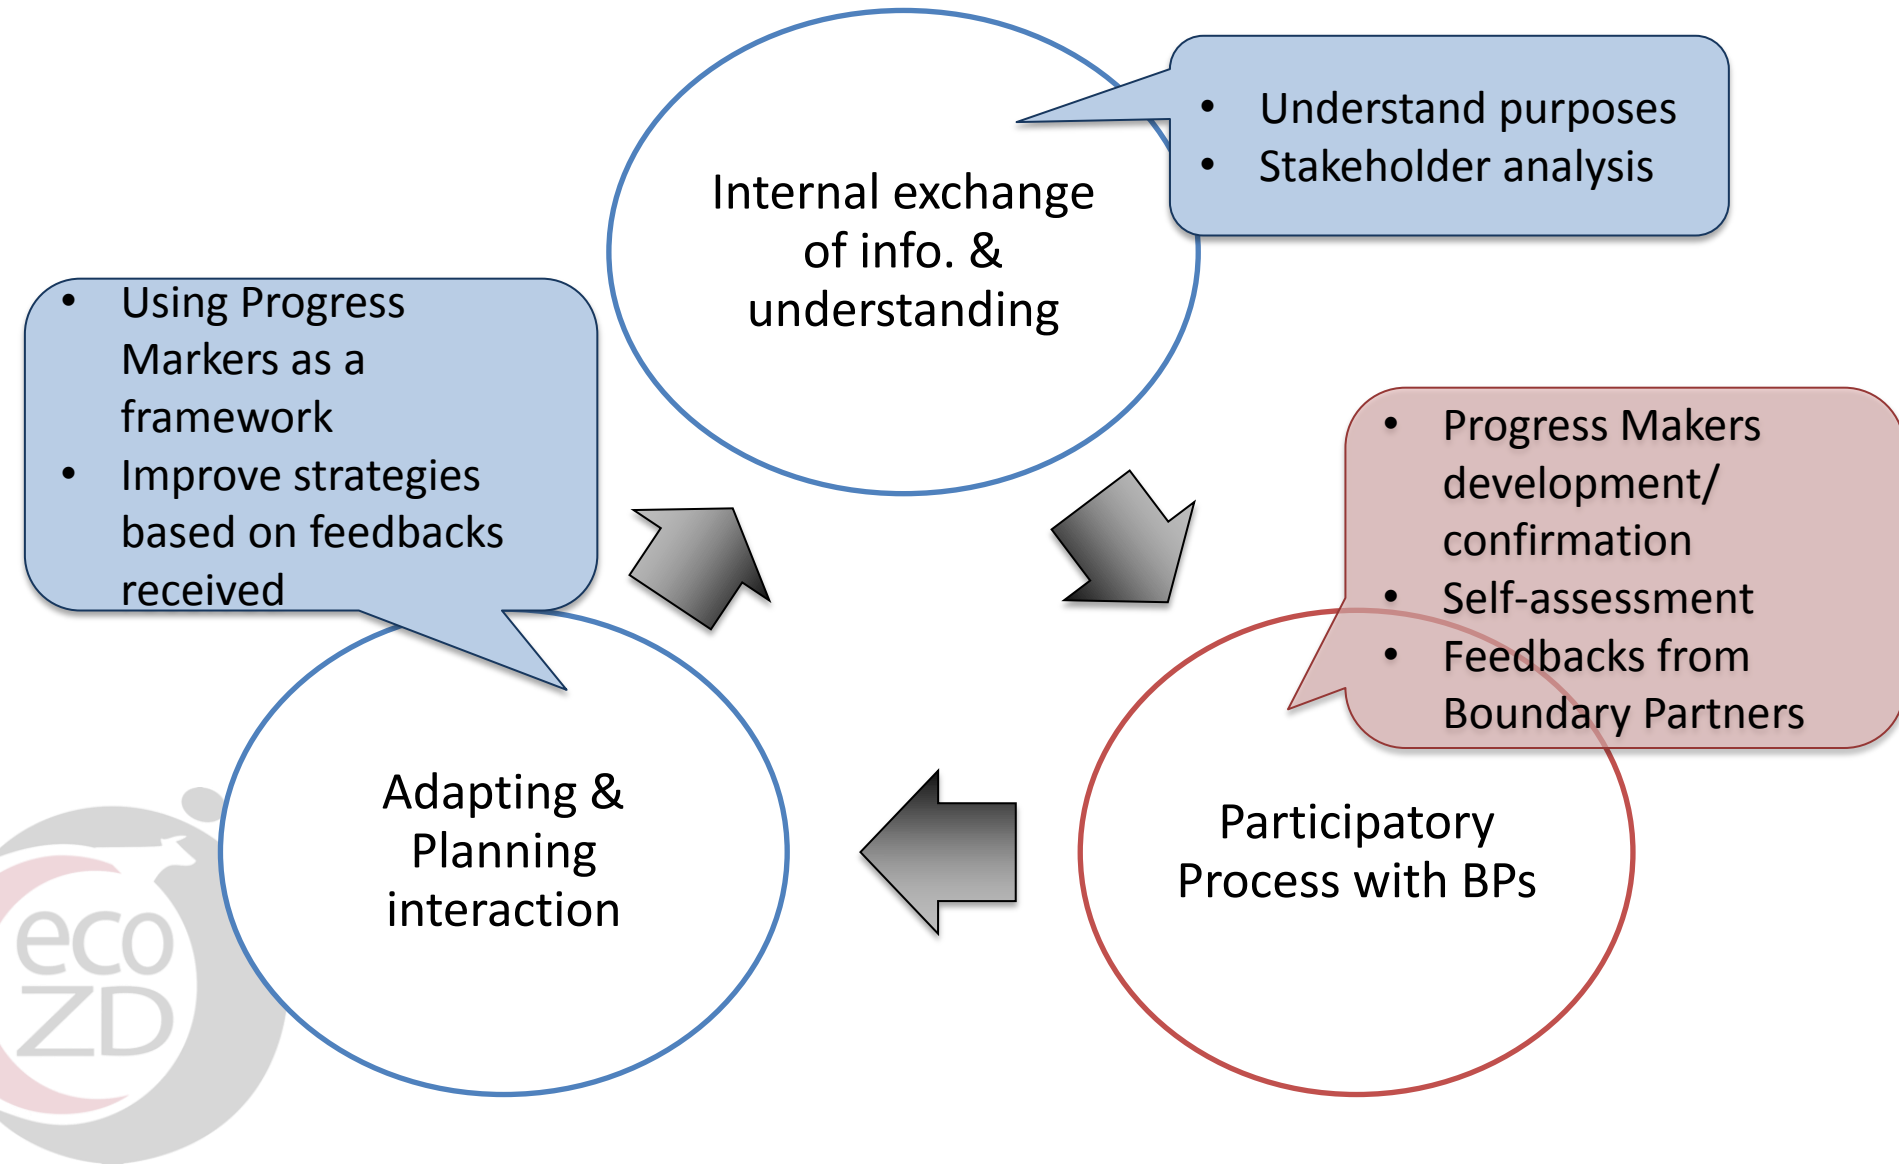 • Understand purposes
• Stakeholder analysis
Internal exchange
of info. &
understanding
• Using Progress
Markers as a
framework
• Improve strategies
based on feedbacks
received
• Progress Makers
development/
confirmation
• Self-assessment
• Feedbacks from
Boundary Partners
Adapting &
Planning
interaction
Participatory
Process with BPs
eco
ZD